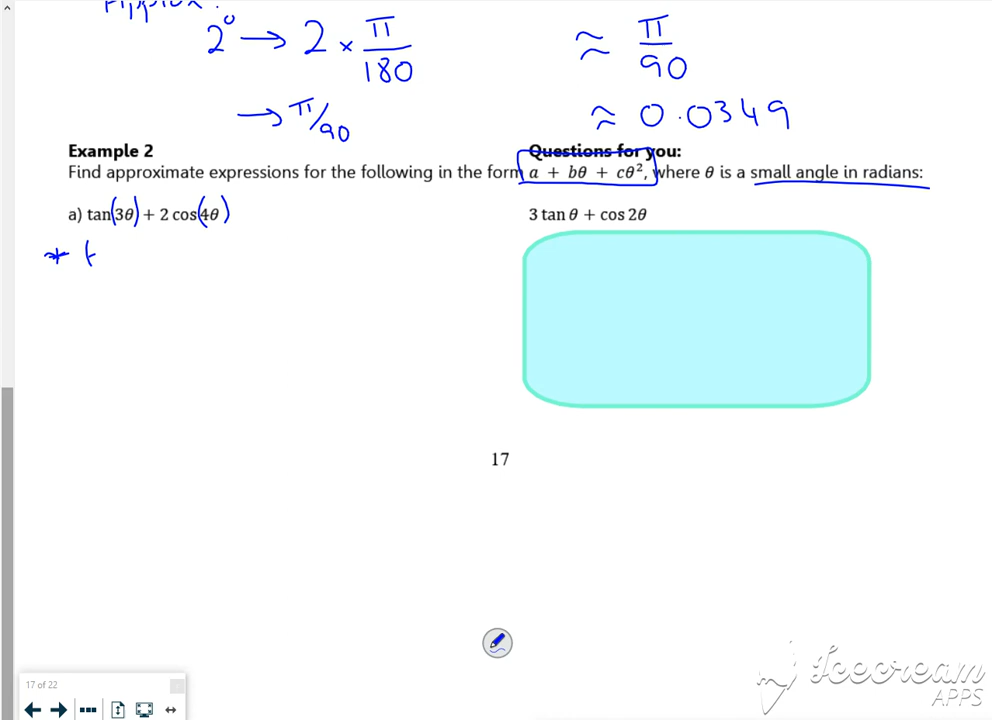 2° → 2 × π/180 ≈ π/90
→ π/90 ≈ 0.0349
Example 2
Questions for you:
Find approximate expressions for the following in the form a + bθ + cθ², where θ is a small angle in radians:
a) tan(3θ) + 2 cos(4θ)
3 tan θ + cos 2θ
* t
17
17 of 22
Icecream
APPS